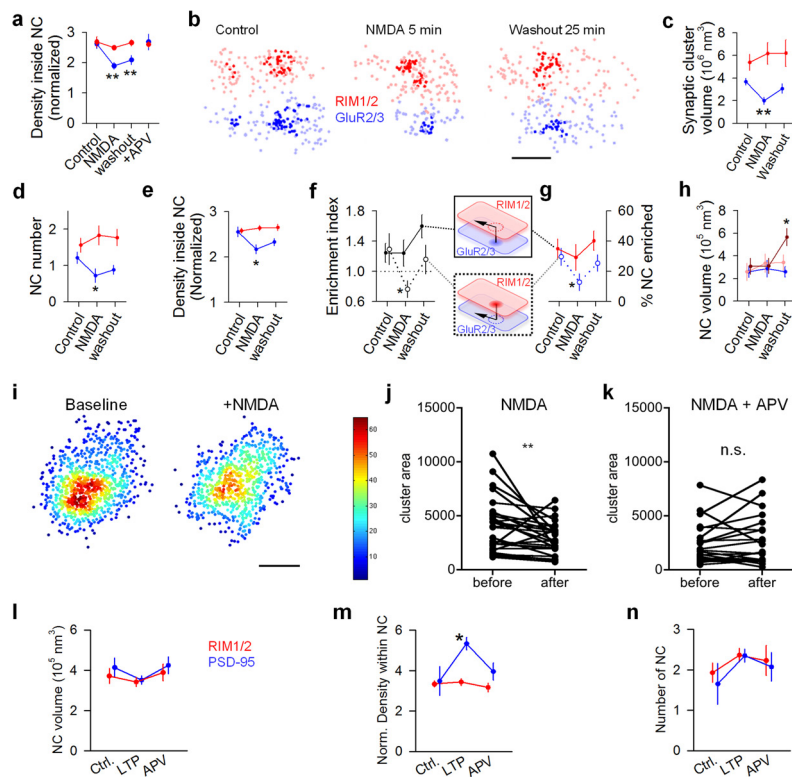 a
Density inside NC
(normalized)
3
2
1
0
**
**
Control
NMDA
washout
+APV
b
Control
NMDA 5 min
Washout 25 min
RIM1/2
GluR2/3
c
Synaptic cluster
volume (10⁶ nm³)
8
6
4
2
0
**
Control
NMDA
Washout
d
NC number
2
1
0
*
Control
NMDA
washout
e
Density inside NC
(Normalized)
3
2
1
0
*
Control
NMDA
washout
f
Enrichment index
1.8
1.4
1.0
0.6
*
Control
NMDA
washout
RIM1/2
GluR2/3
RIM1/2
GluR2/3
g
60
40
20
0
% NC enriched
*
Control
NMDA
washout
h
NC volume (10⁵ nm³)
8
6
4
2
0
*
Control
NMDA
washout
i
Baseline
+NMDA
60
50
40
30
20
10
j
NMDA
cluster area
15000
10000
5000
0
**
before
after
k
NMDA + APV
cluster area
15000
10000
5000
0
n.s.
before
after
l
NC volume (10⁵ nm³)
6
4
2
0
RIM1/2
PSD-95
Ctrl.
LTP
APV
m
Norm. Density within NC
6
4
2
0
*
Ctrl.
LTP
APV
n
Number of NC
3
2
1
0
Ctrl.
LTP
APV